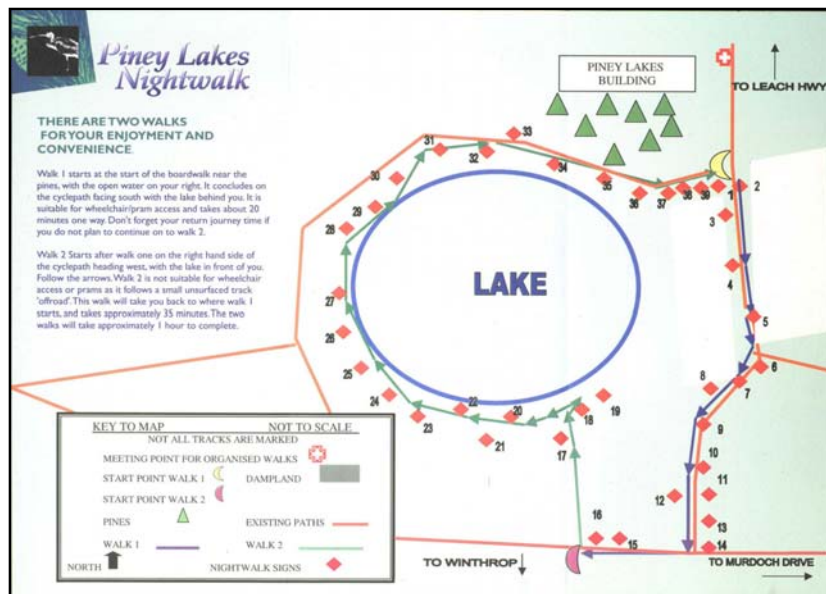 Piney Lakes
Nightwalk
THERE ARE TWO WALKS
FOR YOUR ENJOYMENT AND
CONVENIENCE.
Walk 1 starts at the start of the boardwalk near the
pines, with the open water on your right. It concludes on
the cyclepath facing south with the lake behind you. It is
suitable for wheelchair/pram access and takes about 20
minutes one way. Don't forget your return journey time if
you do not plan to continue on to walk 2.
Walk 2 Starts after walk one on the right hand side of
the cyclepath heading west, with the lake in front of you.
Follow the arrows. Walk 2 is not suitable for wheelchair
access or prams as it follows a small unsurfaced track
'offroad'. This walk will take you back to where walk 1
starts, and takes approximately 35 minutes. The two
walks will take approximately 1 hour to complete.
PINEY LAKES
BUILDING
TO LEACH HWY
33
31
32
34
30
35
36
37
38
39
1
2
29
3
28
LAKE
4
27
5
26
6
25
8
7
24
22
20
18
19
23
9
21
17
10
11
12
16
13
15
14
TO WINTHROP
TO MURDOCH DRIVE
KEY TO MAP
NOT TO SCALE
NOT ALL TRACKS ARE MARKED
MEETING POINT FOR ORGANISED WALKS
START POINT WALK 1
DAMPLAND
START POINT WALK 2
PINES
EXISTING PATHS
WALK 1
WALK 2
NORTH
NIGHTWALK SIGNS